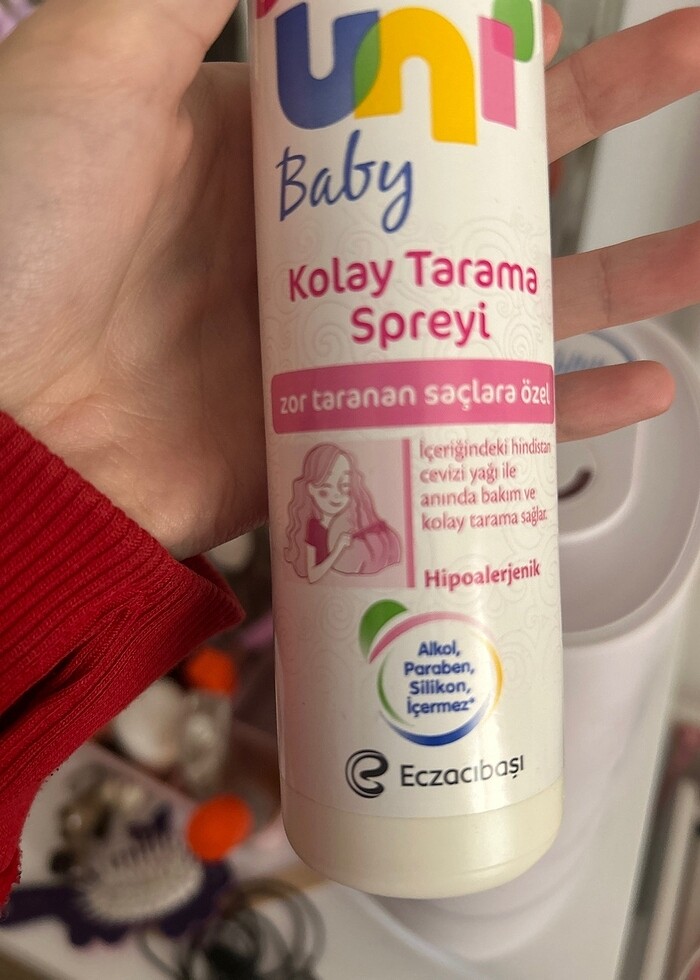 uni
Baby
Kolay Tarama
Spreyi
zor taranan saçlara özel
İçeriğindeki hindistan
cevizi yağı ile
anında bakım ve
kolay tarama sağlar.
Hipoalerjenik
Alkol,
Paraben,
Silikon,
İçermez*
Eczacıbaşı